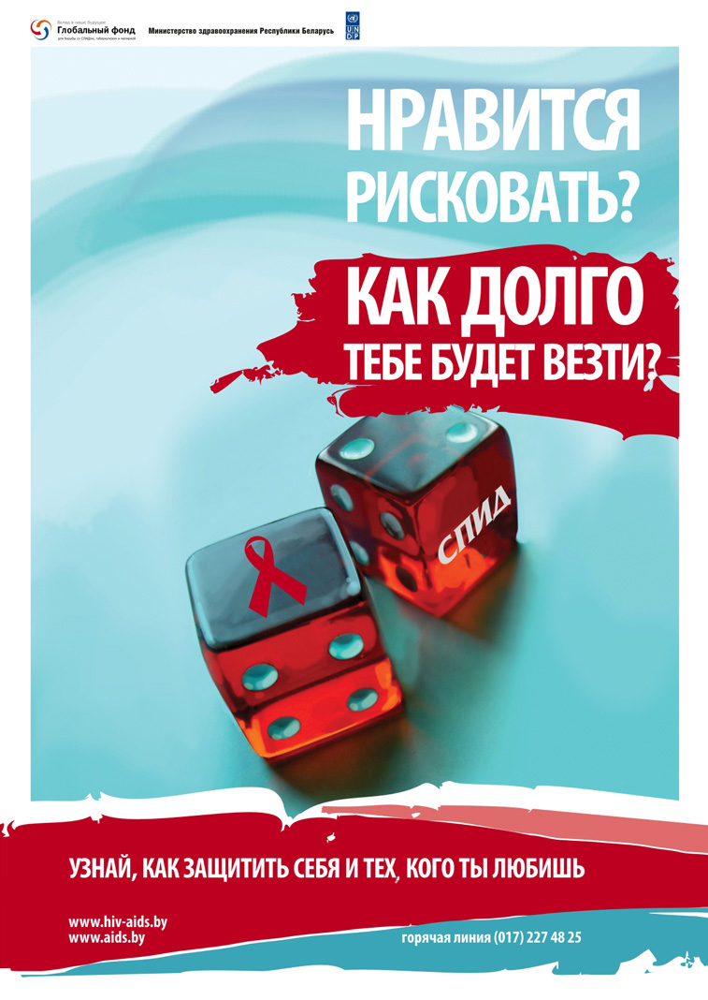 Вклад в наше будущее
Глобальный фонд
для борьбы со СПИДом, туберкулезом и малярией
Министерство здравоохранения Республики Беларусь
UN
DP
НРАВИТСЯ
РИСКОВАТЬ?
КАК ДОЛГО
ТЕБЕ БУДЕТ ВЕЗТИ?
СПИД
УЗНАЙ, КАК ЗАЩИТИТЬ СЕБЯ И ТЕХ, КОГО ТЫ ЛЮБИШЬ
www.hiv-aids.by
www.aids.by
горячая линия (017) 227 48 25